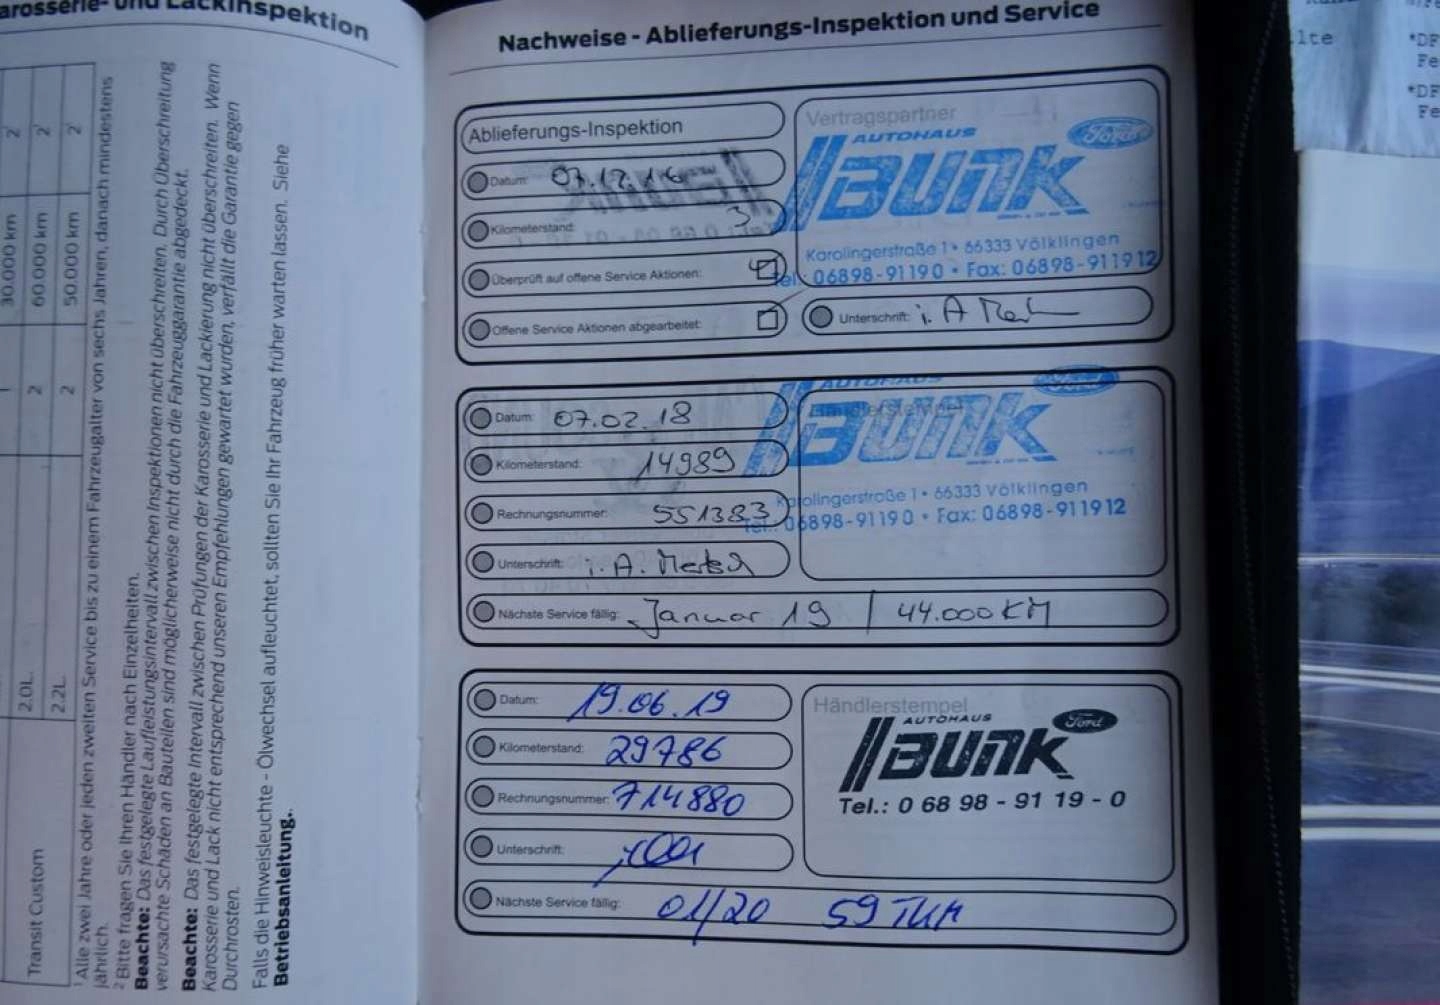 arosserie- und Lackinspektion
30.000 km 2
2.0L 2 60.000 km 2
2.2L 2 50.000 km 2
Transit Custom
¹ Alle zwei Jahre oder jeden zweiten Service bis zu einem Fahrzeugalter von sechs Jahren, danach mindestens
jährlich.
² Bitte fragen Sie Ihren Händler nach Einzelheiten.
Beachte: Das festgelegte Laufleistungsintervall zwischen Inspektionen nicht überschreiten. Durch Überschreitung
verursachte Schäden an Bauteilen sind möglicherweise nicht durch die Fahrzeuggarantie abgedeckt.
Beachte: Das festgelegte Intervall zwischen Prüfungen der Karosserie und Lackierung nicht überschreiten. Wenn
Karosserie und Lack nicht entsprechend unseren Empfehlungen gewartet wurden, verfällt die Garantie gegen
Durchrosten.
Falls die Hinweisleuchte - Ölwechsel aufleuchtet, sollten Sie Ihr Fahrzeug früher warten lassen. Siehe
Betriebsanleitung.
Nachweise - Ablieferungs-Inspektion und Service
Ablieferungs-Inspektion
Datum: 07.12.16
Kilometerstand: 3
Überprüft auf offene Service Aktionen:
Offene Service Aktionen abgearbeitet:
Vertragspartner
AUTOHAUS Ford
BUNK
Karolingerstraße 1 • 66333 Völklingen
Tel.: 06898-91190 • Fax: 06898-911912
Unterschrift: i. A
Datum: 07.02.18
Kilometerstand: 14989
Rechnungsnummer: 551383
Unterschrift: i. A.
Nächste Service fällig: Januar 19 / 44.000 KM
Händlerstempel
AUTOHAUS Ford
BUNK
Karolingerstraße 1 • 66333 Völklingen
Tel.: 06898-91190 • Fax: 06898-911912
Datum: 19.06.19
Kilometerstand: 29786
Rechnungsnummer: 714880
Unterschrift:
Nächste Service fällig: 01/20 59 TKM
Händlerstempel
AUTOHAUS Ford
BUNK
Tel.: 0 68 98 - 91 19 - 0
lte *DF
Fe
*DF
Fe